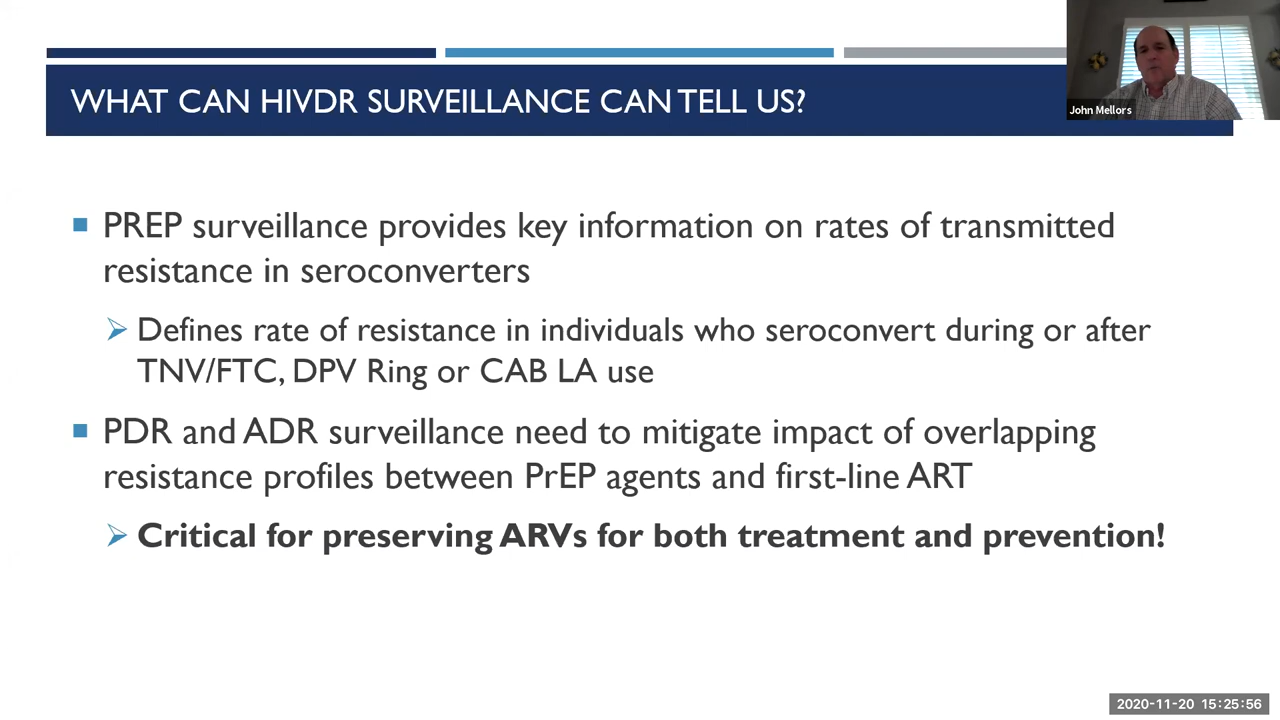 WHAT CAN HIVDR SURVEILLANCE CAN TELL US?
John Mellors
PREP surveillance provides key information on rates of transmitted
resistance in seroconverters
Defines rate of resistance in individuals who seroconvert during or after
TNV/FTC, DPV Ring or CAB LA use
PDR and ADR surveillance need to mitigate impact of overlapping
resistance profiles between PrEP agents and first-line ART
Critical for preserving ARVs for both treatment and prevention!
2020-11-20 15:25:56